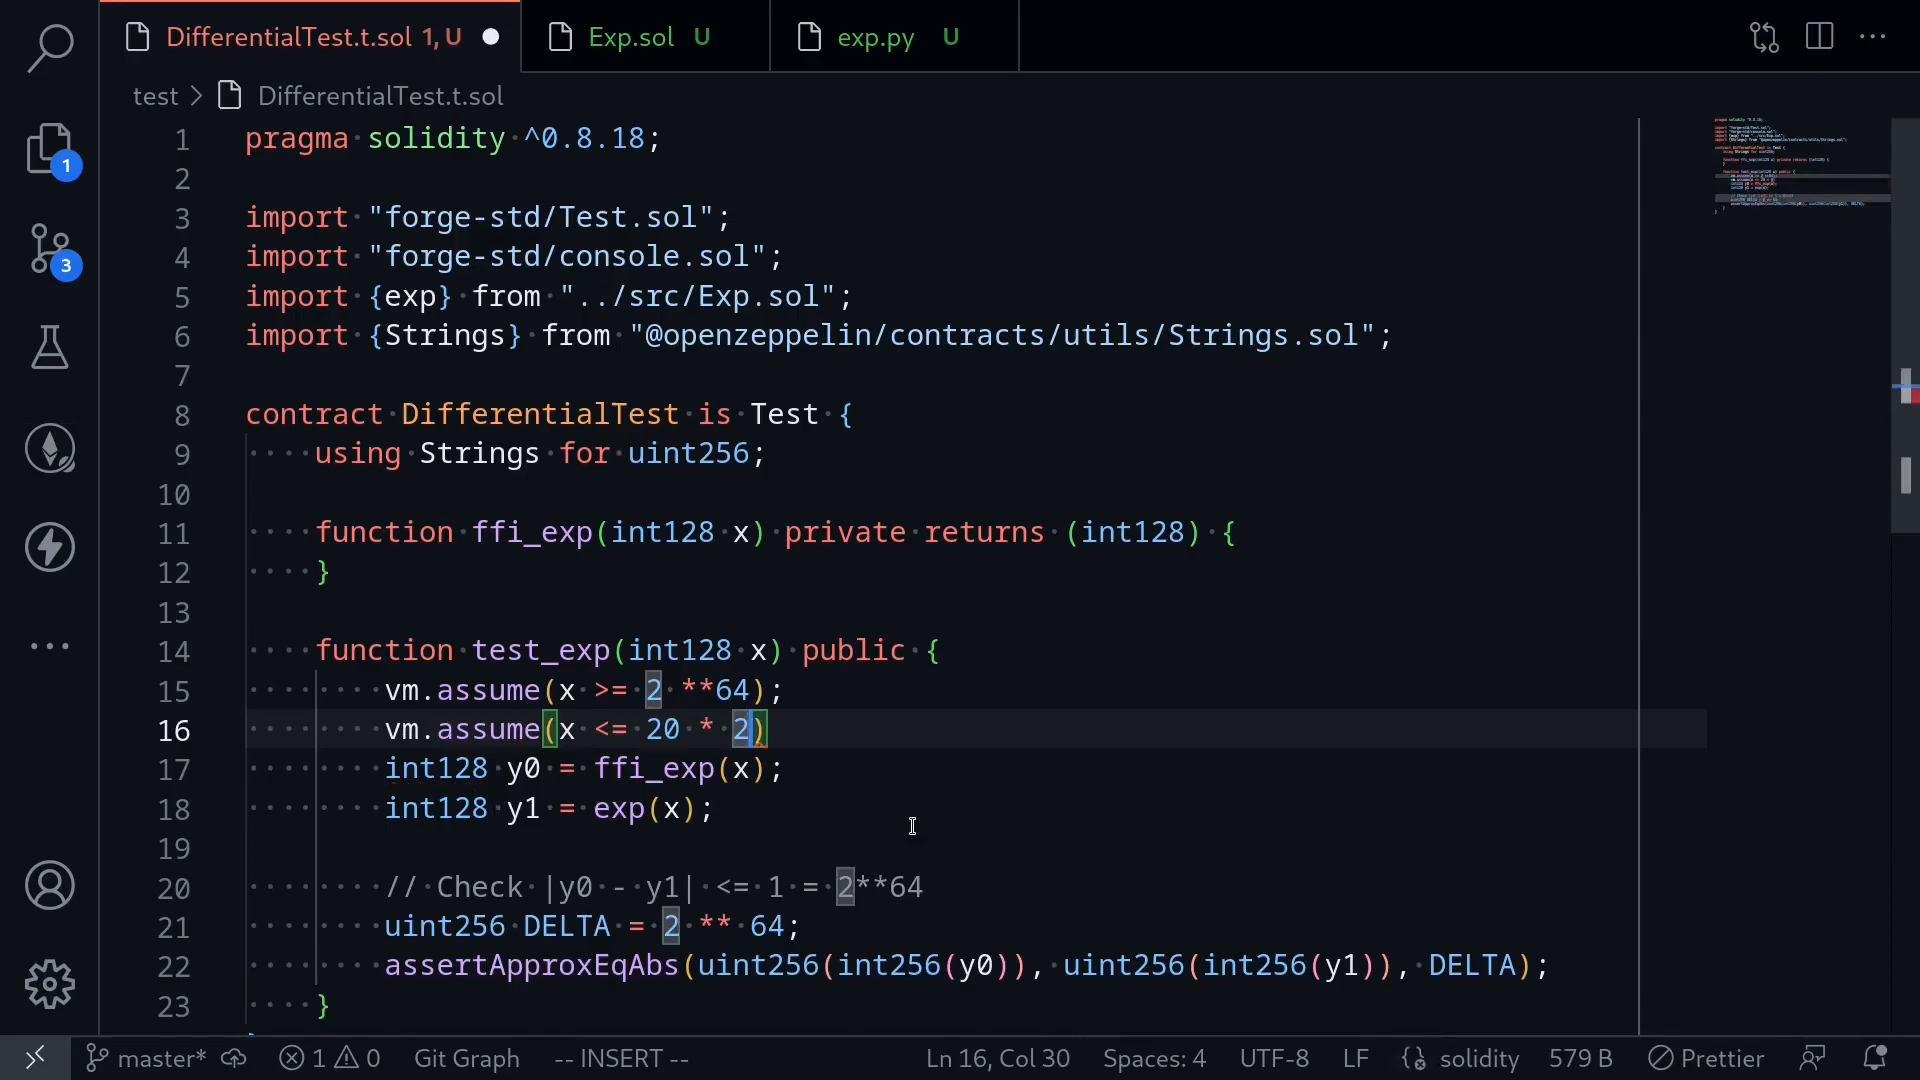 DifferentialTest.t.sol 1, U
Exp.sol U
exp.py U
test > DifferentialTest.t.sol
1
3
1 pragma solidity ^0.8.18;
2
3 import "forge-std/Test.sol";
4 import "forge-std/console.sol";
5 import {exp} from "../src/Exp.sol";
6 import {Strings} from "@openzeppelin/contracts/utils/Strings.sol";
7
8 contract DifferentialTest is Test {
9 using Strings for uint256;
10
11 function ffi_exp(int128 x) private returns (int128) {
12 }
13
14 function test_exp(int128 x) public {
15 vm.assume(x >= 2 **64);
16 vm.assume(x <= 20 * 2)
17 int128 y0 = ffi_exp(x);
18 int128 y1 = exp(x);
19
20 // Check |y0 - y1| <= 1 = 2**64
21 uint256 DELTA = 2 ** 64;
22 assertApproxEqAbs(uint256(int256(y0)), uint256(int256(y1)), DELTA);
23 }
master* 1 0 Git Graph -- INSERT -- Ln 16, Col 30 Spaces: 4 UTF-8 LF solidity 579 B Prettier